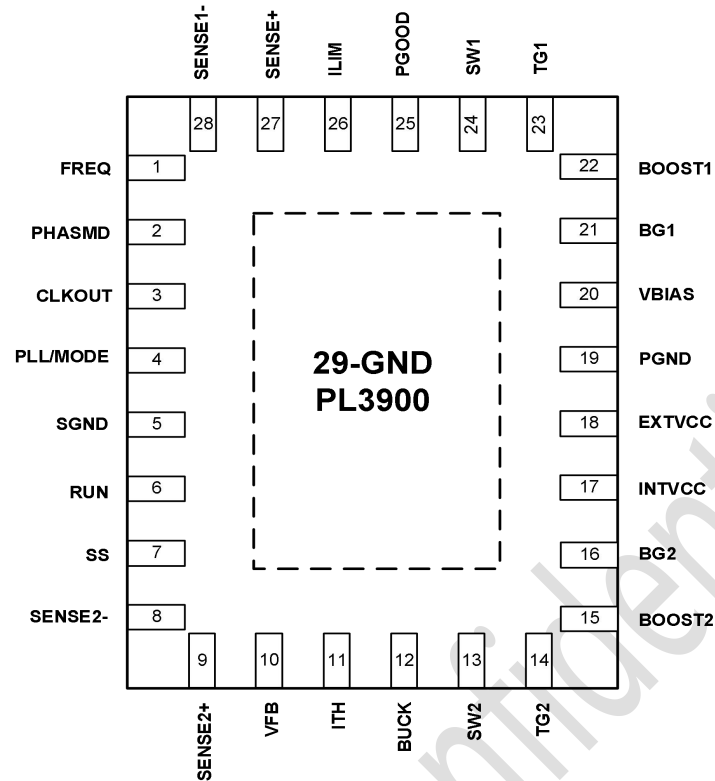 SENSE1-
SENSE+
ILIM
PGOOD
SW1
TG1
28
27
26
25
24
23
FREQ
1
22
BOOST1
PHASMD
2
21
BG1
CLKOUT
3
20
VBIAS
PLL/MODE
4
19
PGND
29-GND
PL3900
SGND
5
18
EXTVCC
RUN
6
17
INTVCC
SS
7
16
BG2
SENSE2-
8
15
BOOST2
9
10
11
12
13
14
SENSE2+
VFB
ITH
BUCK
SW2
TG2